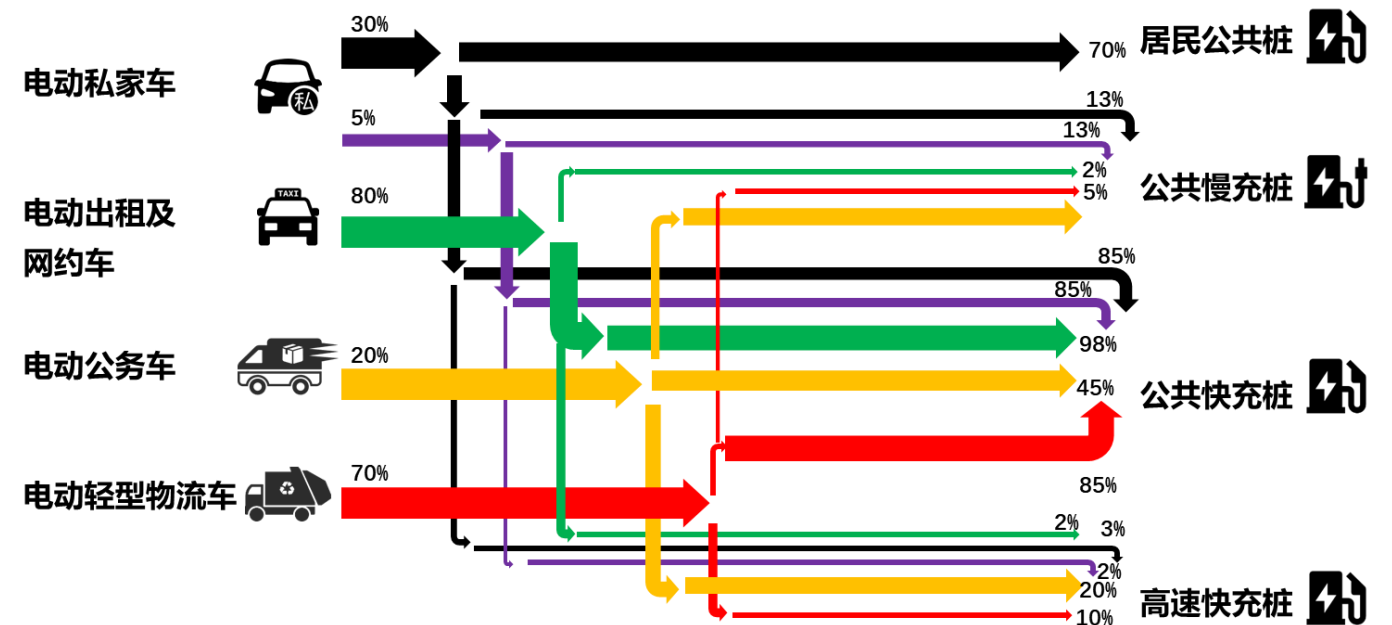 30%
70%
居民公共桩
电动私家车
私
13%
5%
13%
2%
5%
公共慢充桩
TAXI
80%
电动出租及
网约车
85%
85%
98%
20%
电动公务车
45%
公共快充桩
70%
电动轻型物流车
85%
2%
3%
2%
20%
10%
高速快充桩